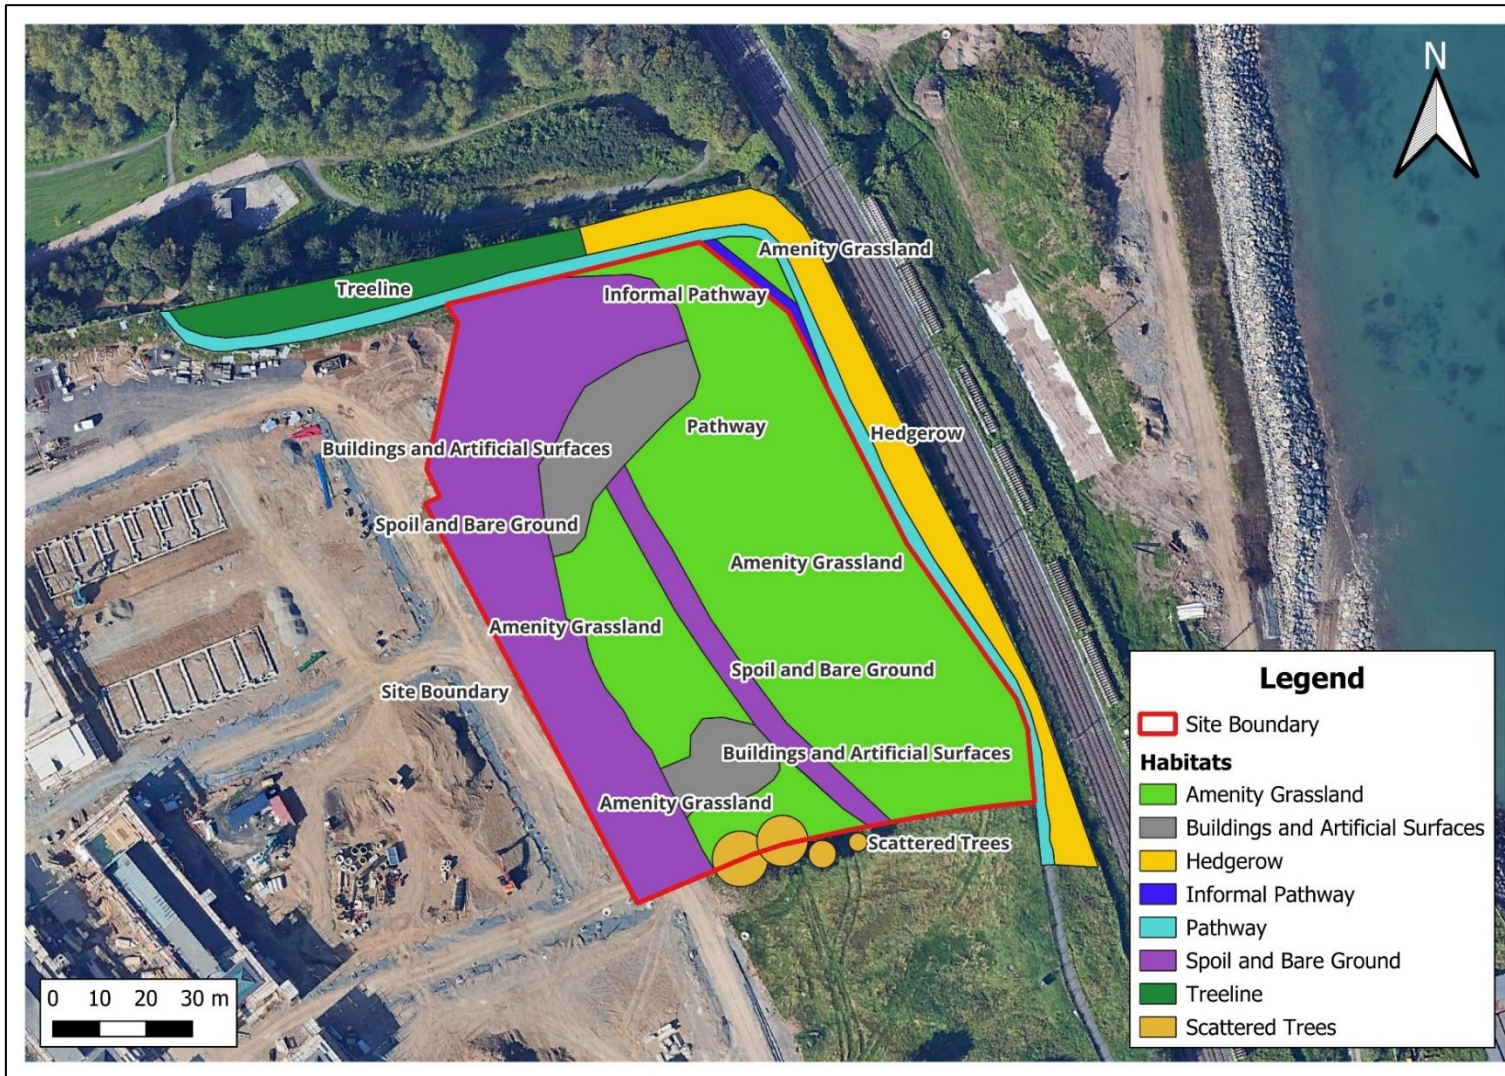 N
Amenity Grassland
Treeline
Informal Pathway
Pathway
Hedgerow
Buildings and Artificial Surfaces
Spoil and Bare Ground
Amenity Grassland
Amenity Grassland
Spoil and Bare Ground
Site Boundary
Buildings and Artificial Surfaces
Amenity Grassland
Scattered Trees
Legend
Site Boundary
Habitats
Amenity Grassland
Buildings and Artificial Surfaces
Hedgerow
Informal Pathway
Pathway
Spoil and Bare Ground
Treeline
Scattered Trees
0 10 20 30 m